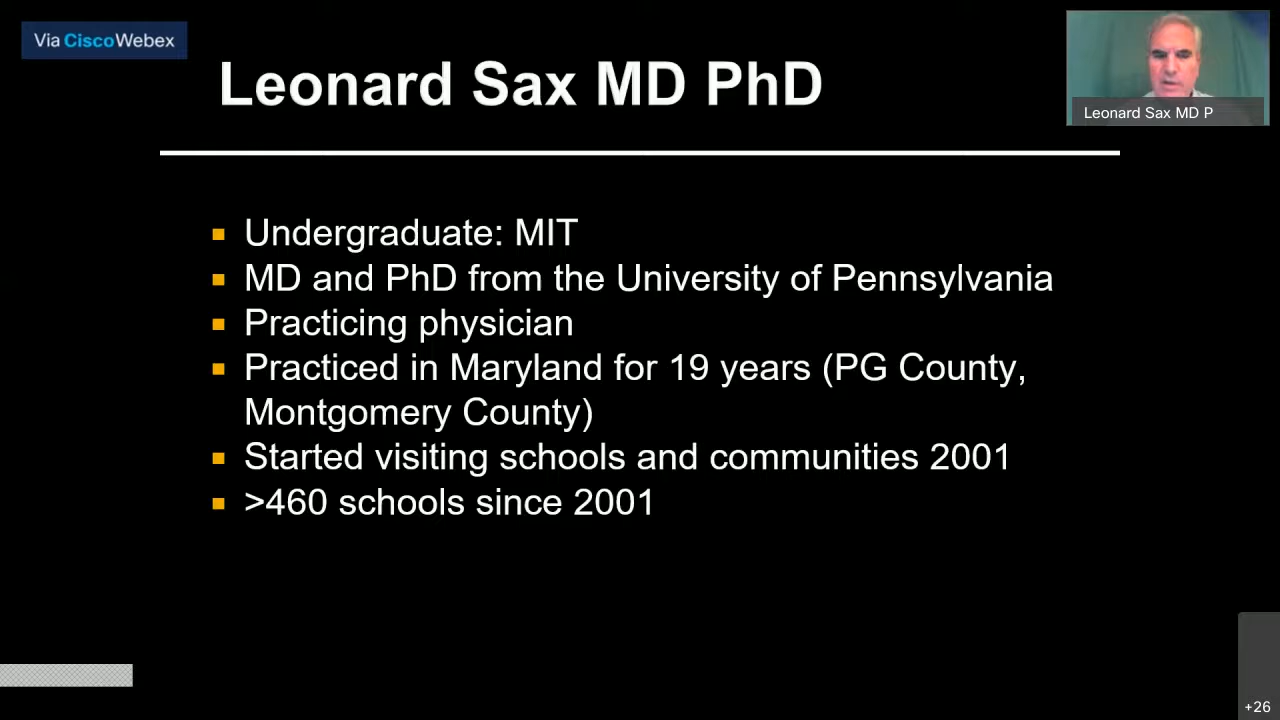 Via CiscoWebex
Leonard Sax MD PhD
Leonard Sax MD P
Undergraduate: MIT
MD and PhD from the University of Pennsylvania
Practicing physician
Practiced in Maryland for 19 years (PG County,
Montgomery County)
Started visiting schools and communities 2001
>460 schools since 2001
+26